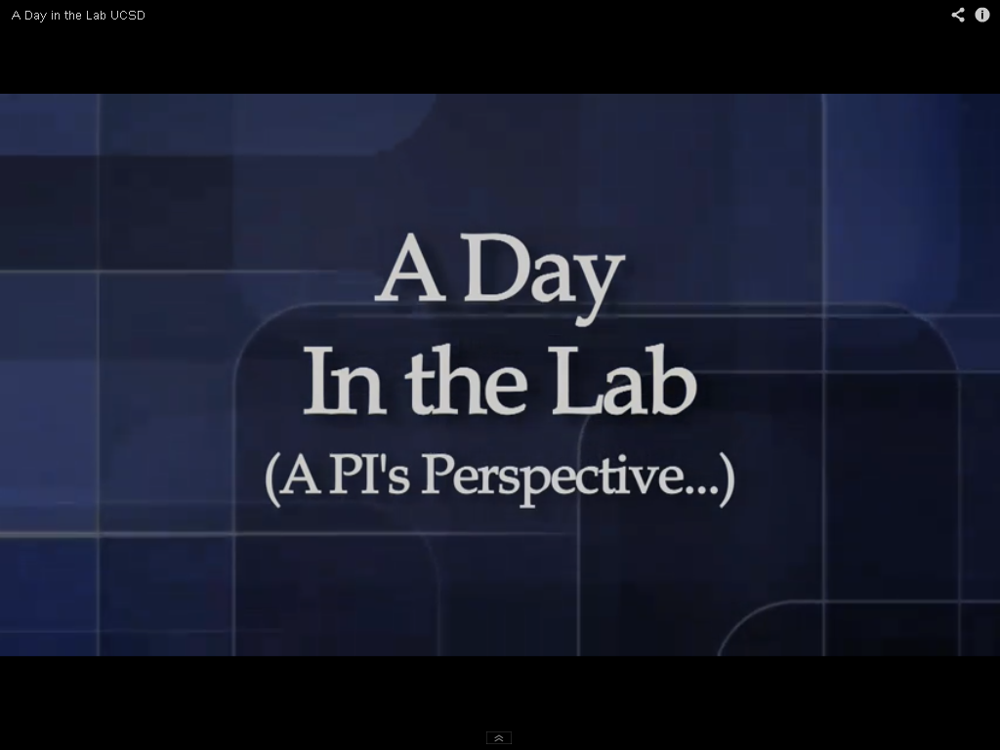 A Day in the Lab UCSD
A Day
In the Lab
(A PI's Perspective...)